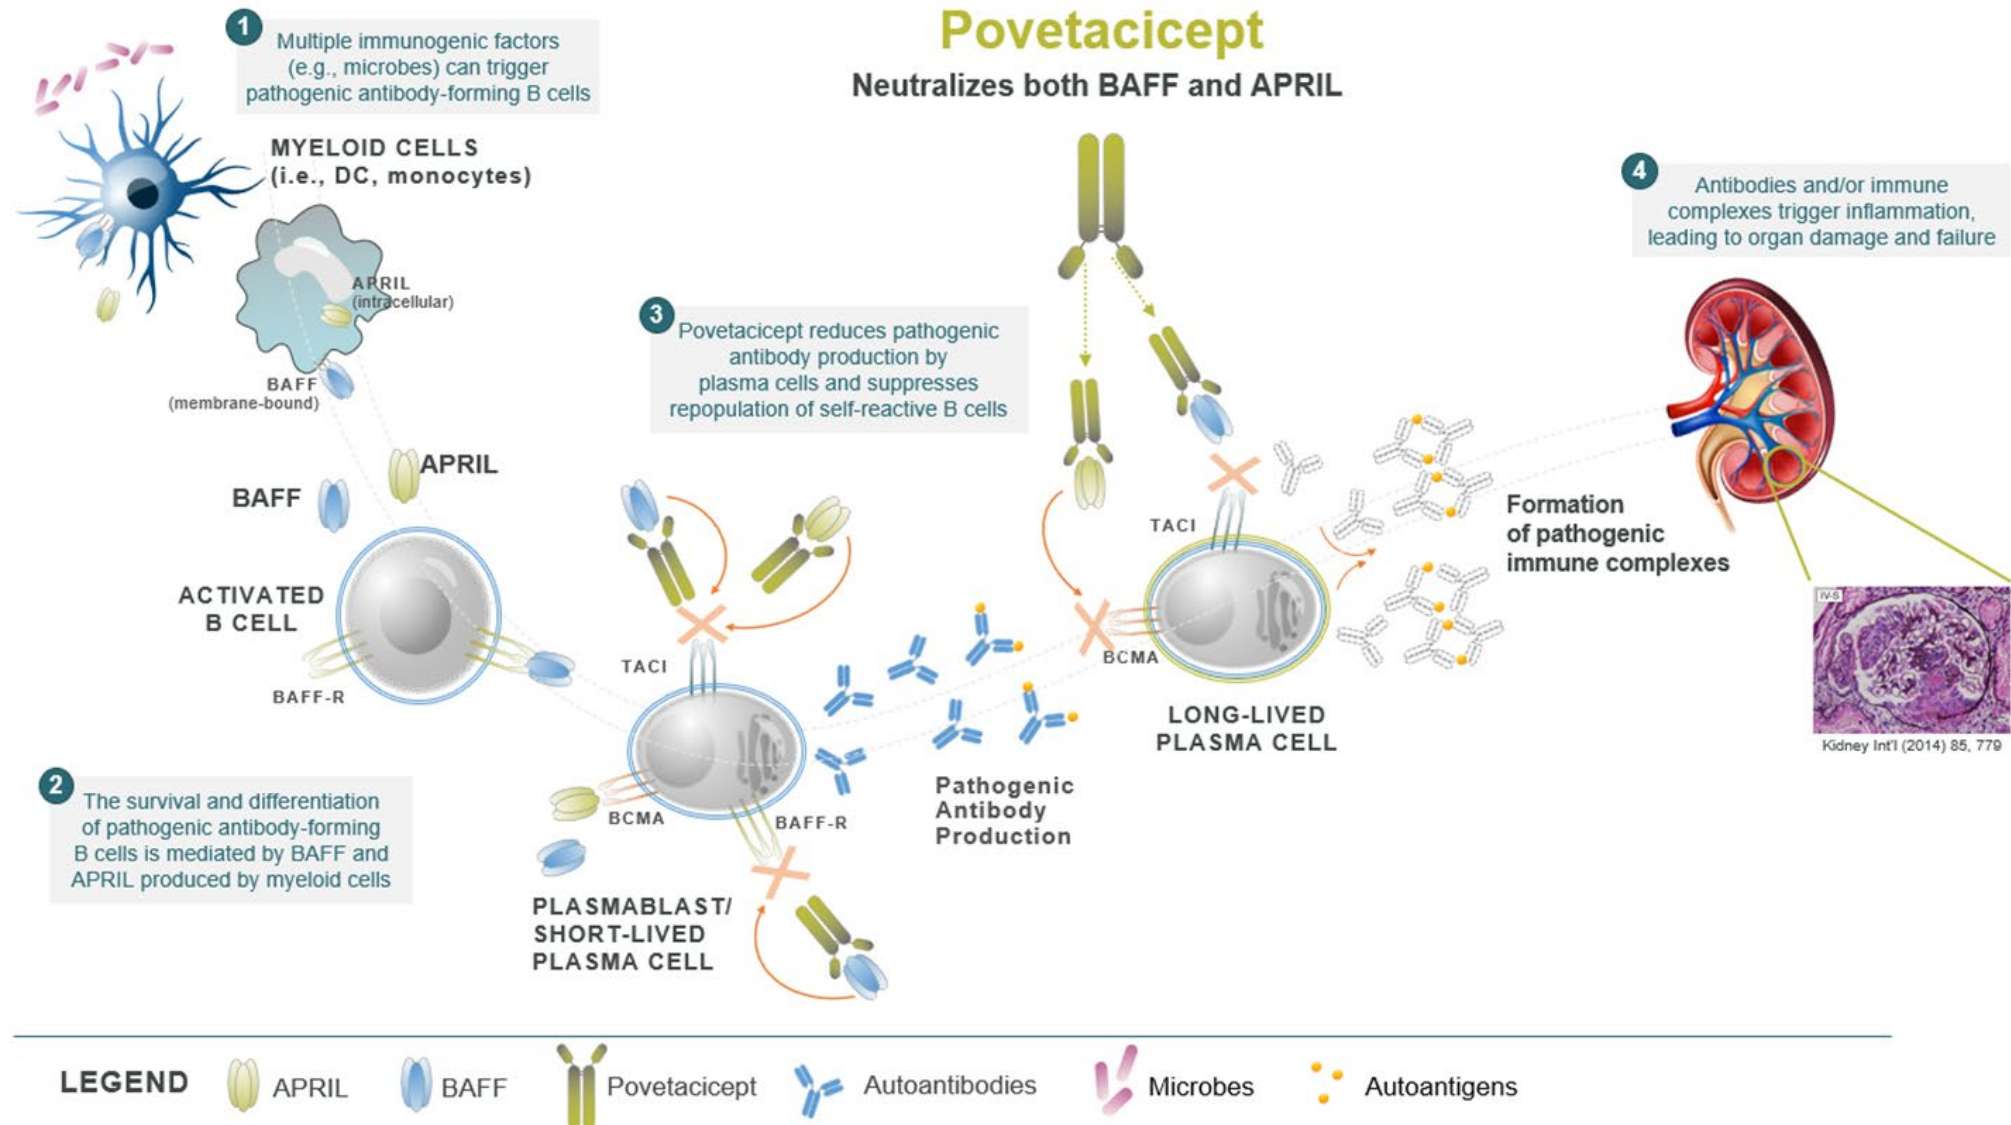 Povetacicept
Neutralizes both BAFF and APRIL
1
Multiple immunogenic factors
(e.g., microbes) can trigger
pathogenic antibody-forming B cells
MYELOID CELLS
(i.e., DC, monocytes)
APRIL
(intracellular)
BAFF
(membrane-bound)
APRIL
BAFF
ACTIVATED
B CELL
BAFF-R
2
The survival and differentiation
of pathogenic antibody-forming
B cells is mediated by BAFF and
APRIL produced by myeloid cells
3
Povetacicept reduces pathogenic
antibody production by
plasma cells and suppresses
repopulation of self-reactive B cells
TACI
BCMA
BAFF-R
PLASMABLAST/
SHORT-LIVED
PLASMA CELL
Pathogenic
Antibody
Production
TACI
BCMA
LONG-LIVED
PLASMA CELL
Formation
of pathogenic
immune complexes
4
Antibodies and/or immune
complexes trigger inflammation,
leading to organ damage and failure
IV-S
Kidney Int'l (2014) 85, 779
LEGEND
APRIL
BAFF
Povetacicept
Autoantibodies
Microbes
Autoantigens